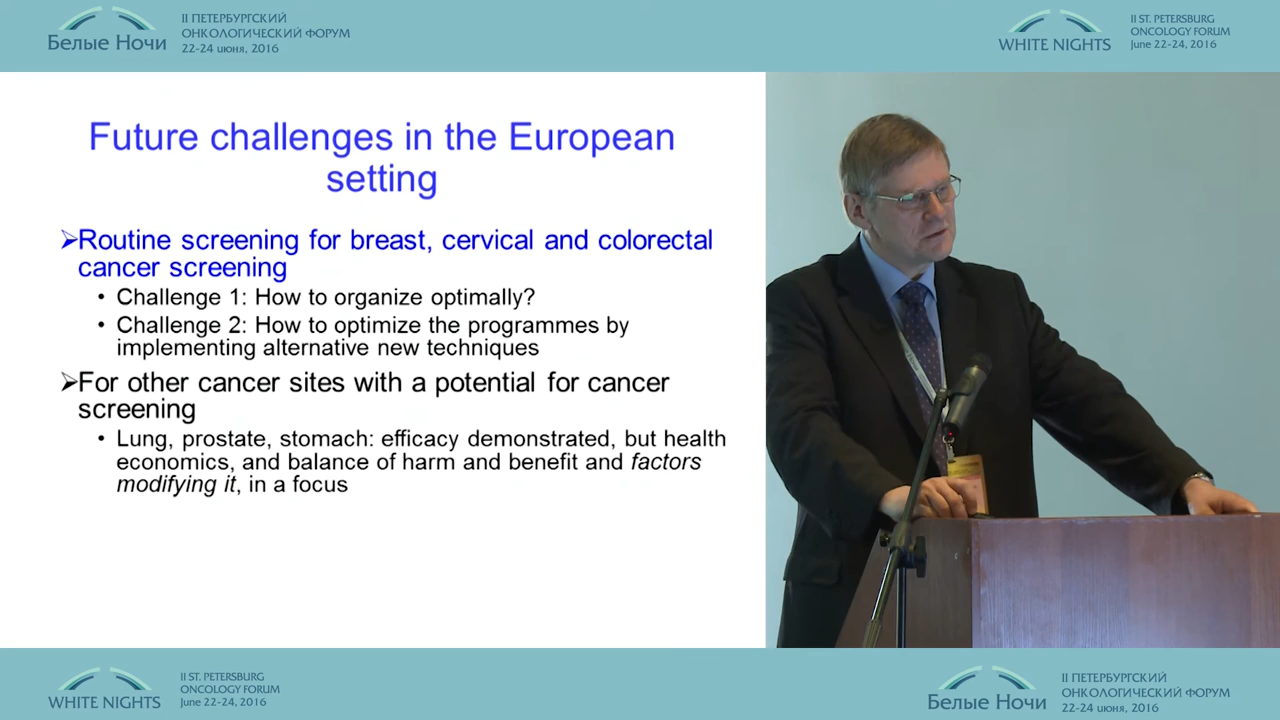 Белые Ночи
II ПЕТЕРБУРГСКИЙ
ОНКОЛОГИЧЕСКИЙ ФОРУМ
22-24 июня, 2016
WHITE NIGHTS
II ST. PETERSBURG
ONCOLOGY FORUM
June 22-24, 2016
Future challenges in the European
setting
➢Routine screening for breast, cervical and colorectal
cancer screening
• Challenge 1: How to organize optimally?
• Challenge 2: How to optimize the programmes by
implementing alternative new techniques
➢For other cancer sites with a potential for cancer
screening
• Lung, prostate, stomach: efficacy demonstrated, but health
economics, and balance of harm and benefit and factors
modifying it, in a focus
WHITE NIGHTS
II ST. PETERSBURG
ONCOLOGY FORUM
June 22-24, 2016
Белые Ночи
II ПЕТЕРБУРГСКИЙ
ОНКОЛОГИЧЕСКИЙ ФОРУМ
22-24 июня, 2016